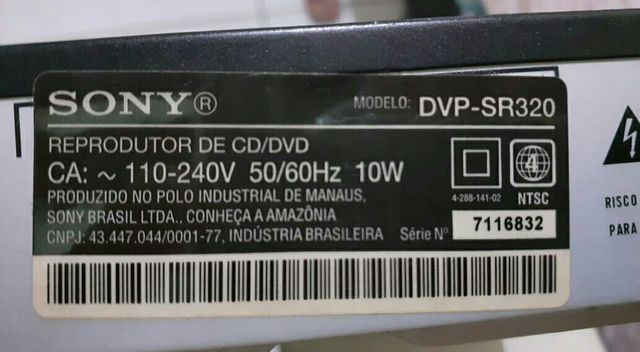 SONY® MODELO: DVP-SR320
REPRODUTOR DE CD/DVD
CA: ~ 110-240V 50/60Hz 10W
PRODUZIDO NO POLO INDUSTRIAL DE MANAUS,
SONY BRASIL LTDA.. CONHEÇA A AMAZÔNIA
CNPJ: 43.447.044/0001-77, INDÚSTRIA BRASILEIRA
4-288-141-02
4
NTSC
Série Nº 7116832
RISCO
PARA